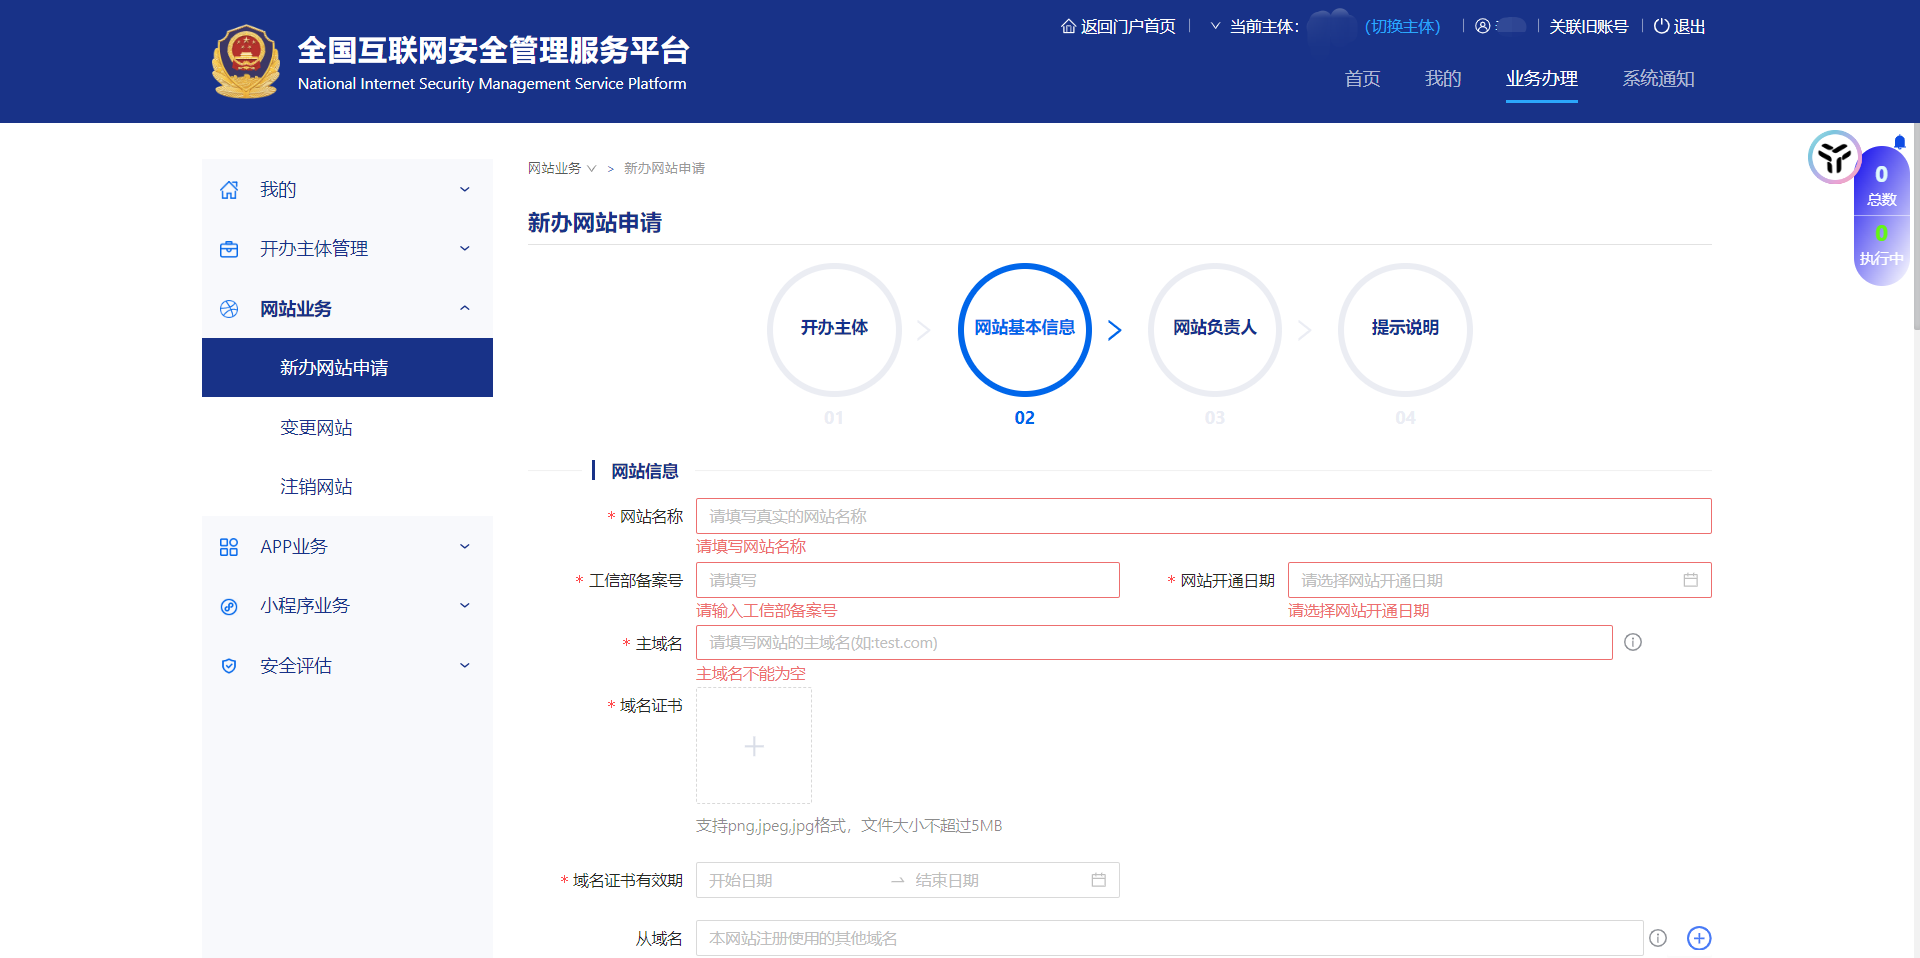 全国互联网安全管理服务平台
National Internet Security Management Service Platform
返回门户首页
当前主体：
(切换主体)
关联旧账号
退出
首页
我的
业务办理
系统通知
我的
开办主体管理
网站业务
新办网站申请
变更网站
注销网站
APP业务
小程序业务
安全评估
网站业务 > 新办网站申请
新办网站申请
开办主体
网站基本信息
网站负责人
提示说明
01
02
03
04
0
总数
0
执行中
网站信息
* 网站名称
请填写真实的网站名称
请填写网站名称
* 工信部备案号
请填写
请输入工信部备案号
* 网站开通日期
请选择网站开通日期
请选择网站开通日期
* 主域名
请填写网站的主域名(如:test.com)
主域名不能为空
* 域名证书
支持png,jpeg,jpg格式，文件大小不超过5MB
* 域名证书有效期
开始日期
结束日期
从域名
本网站注册使用的其他域名